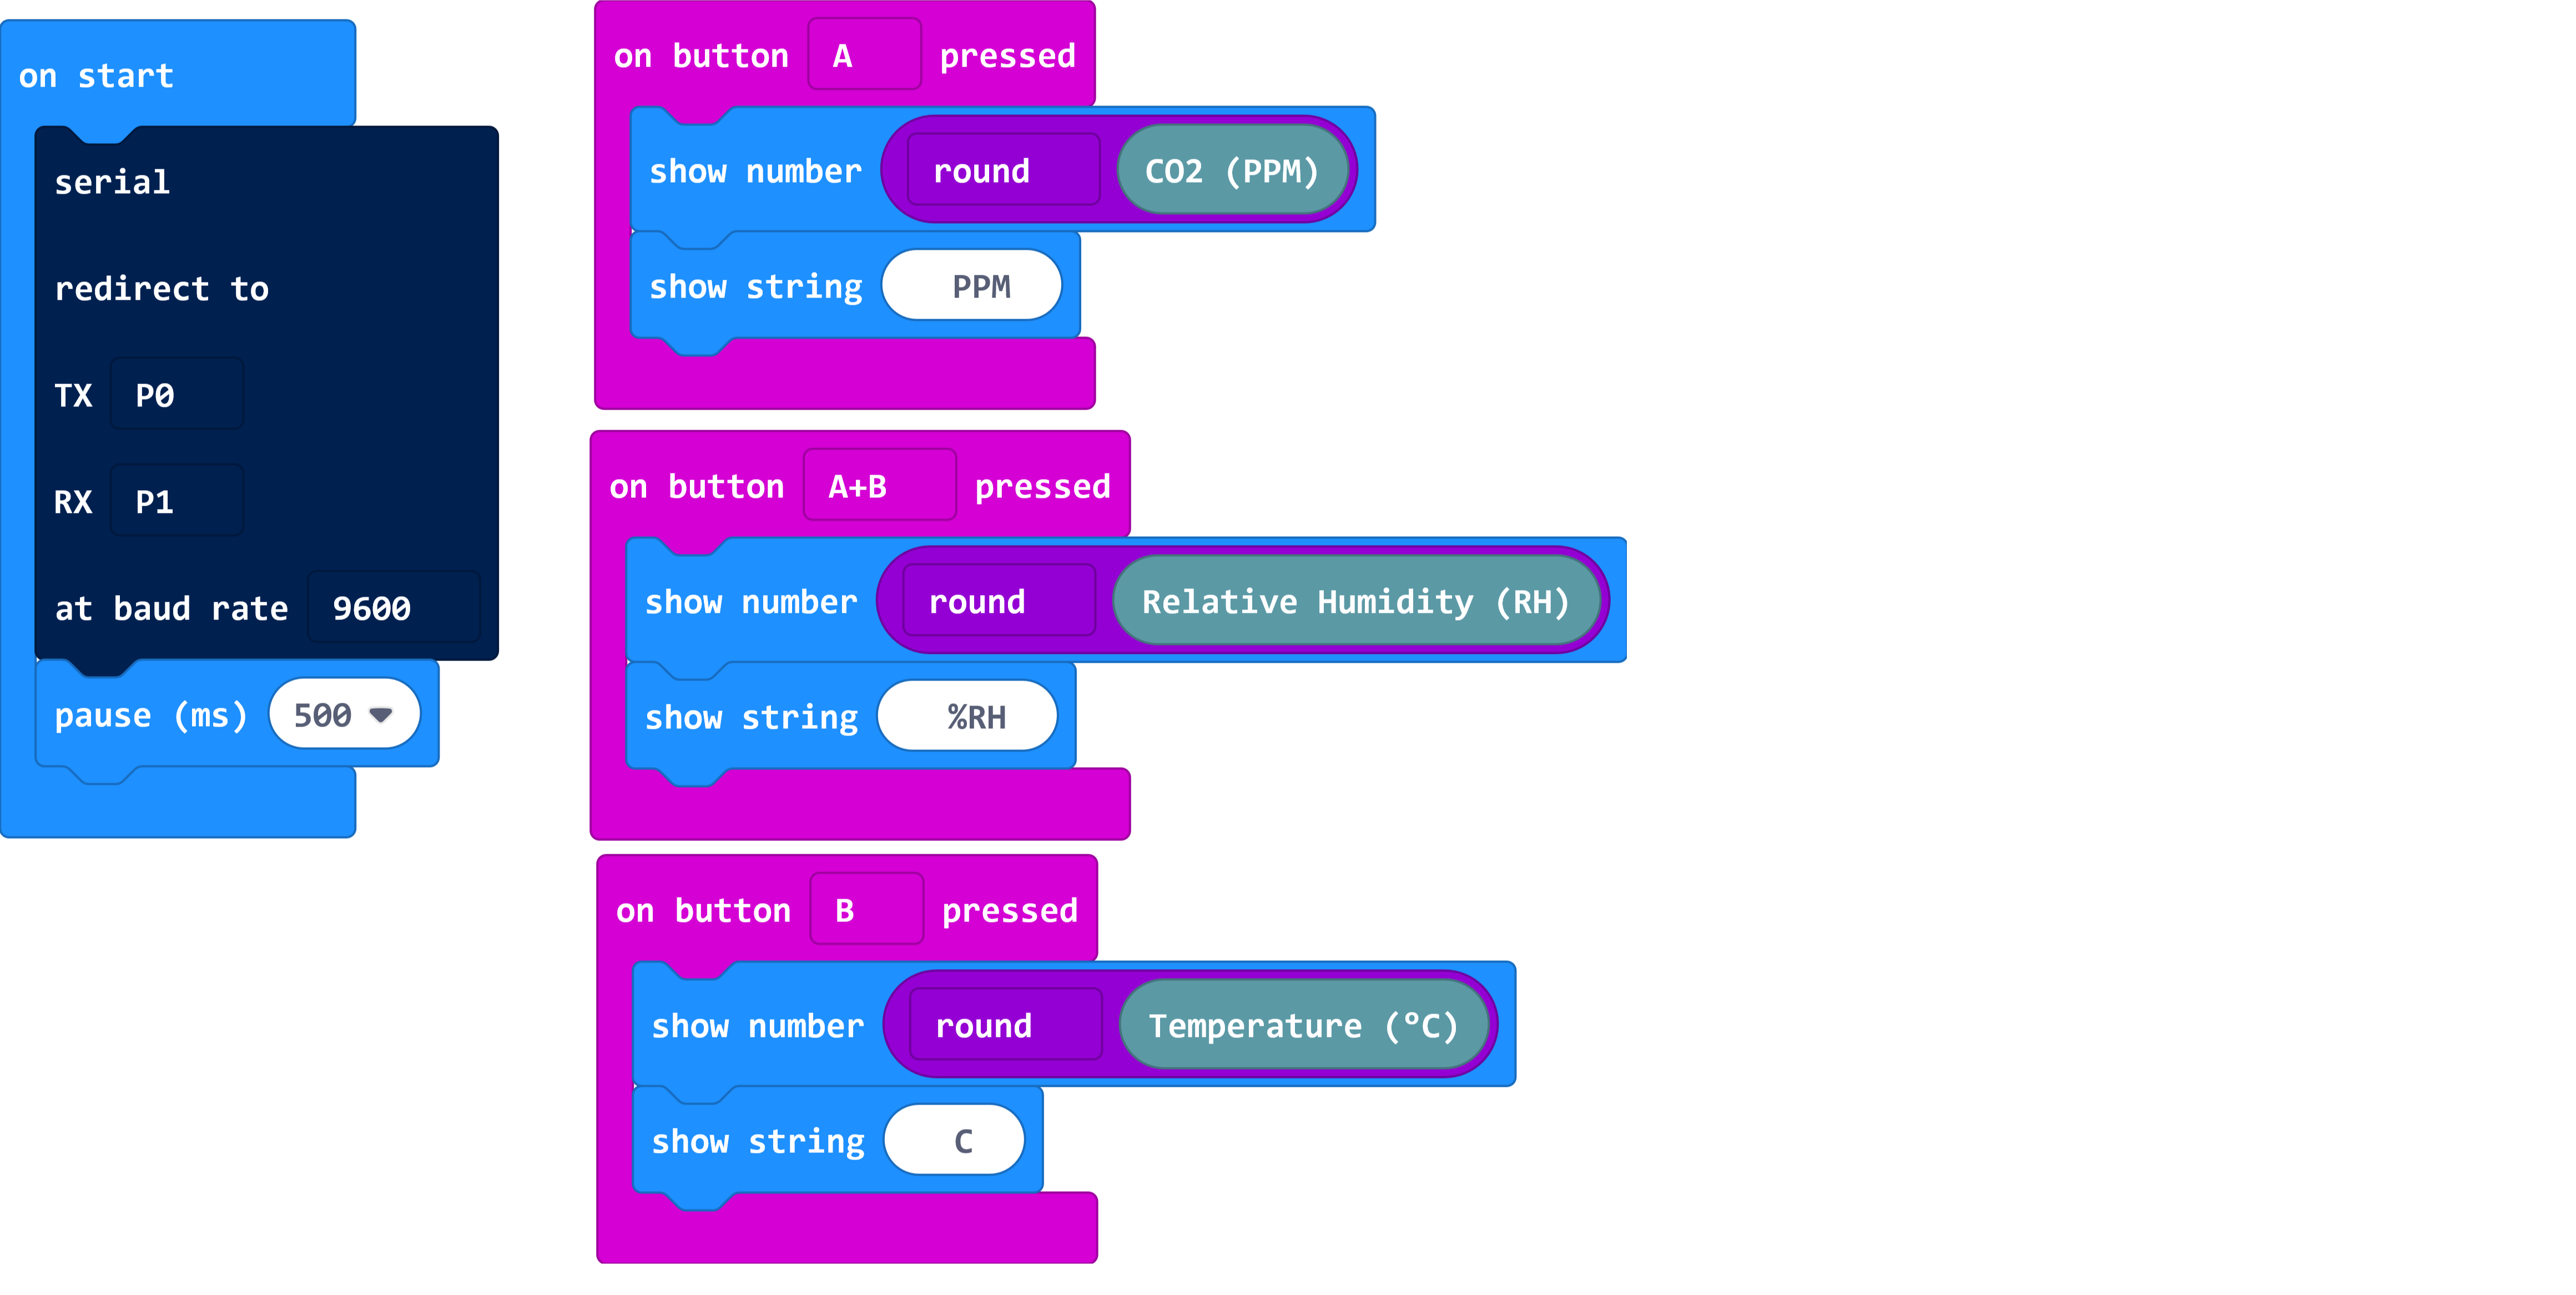 on start
serial
redirect to
TX P0
RX P1
at baud rate 9600
pause (ms) 500
on button A pressed
show number round CO2 (PPM)
show string PPM
on button A+B pressed
show number round Relative Humidity (RH)
show string %RH
on button B pressed
show number round Temperature (ºC)
show string C